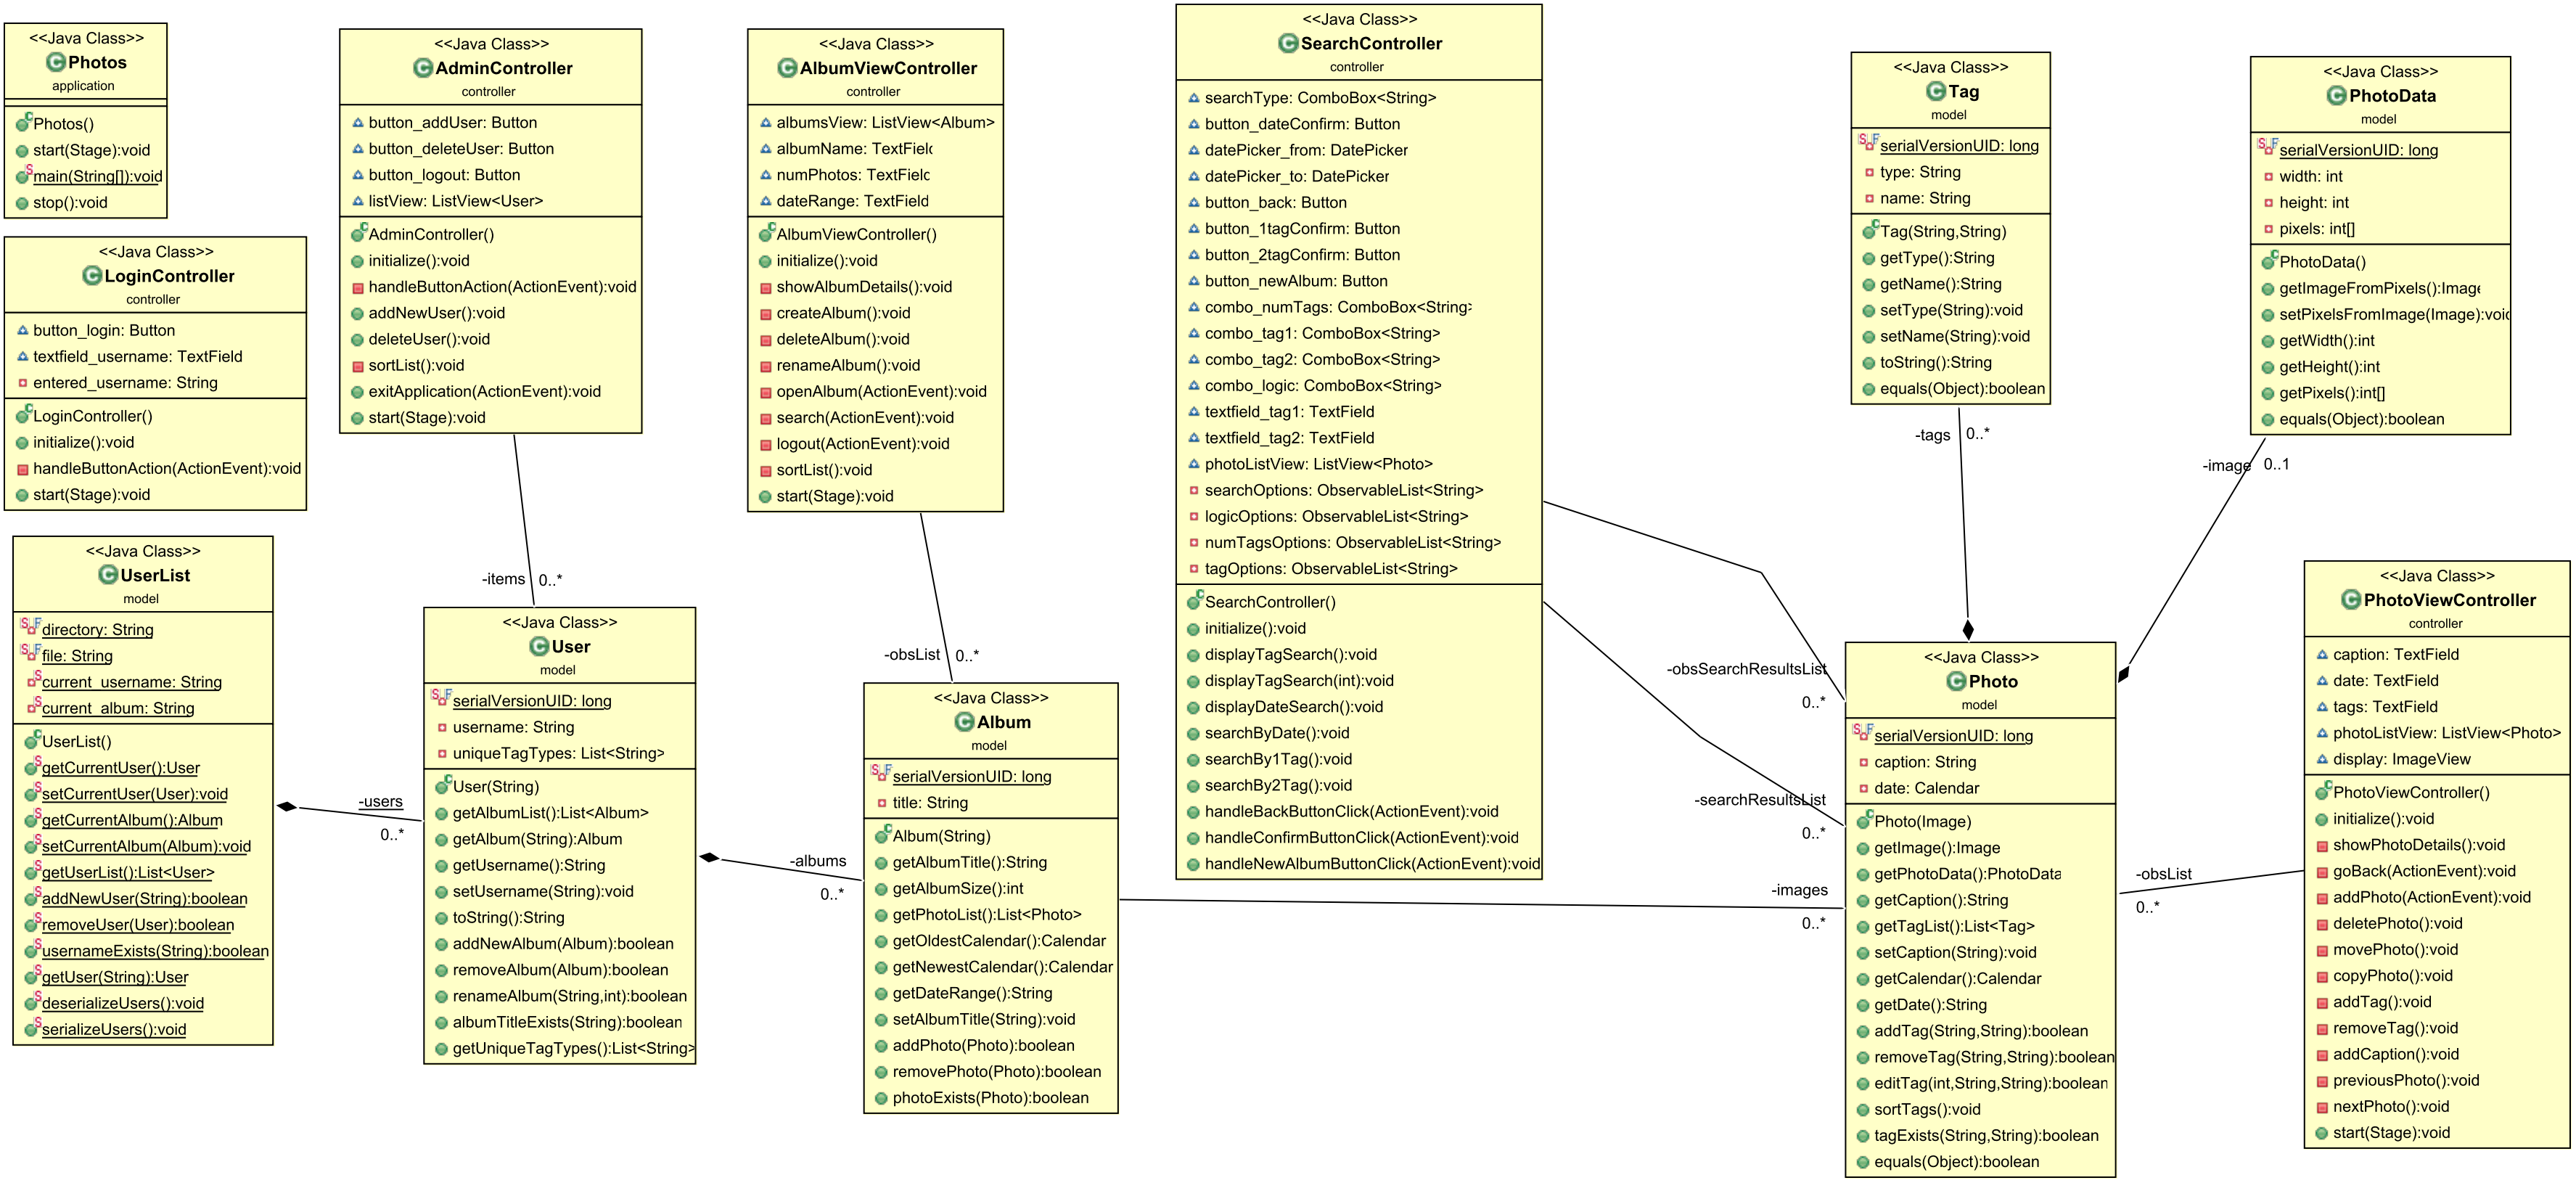 <<Java Class>>
Photos
application
Photos()
start(Stage):void
main(String[]):void
stop():void
<<Java Class>>
LoginController
controller
button_login: Button
textfield_username: TextField
entered_username: String
LoginController()
initialize():void
handleButtonAction(ActionEvent):void
start(Stage):void
<<Java Class>>
UserList
model
directory: String
file: String
current_username: String
current_album: String
UserList()
getCurrentUser():User
setCurrentUser(User):void
getCurrentAlbum():Album
setCurrentAlbum(Album):void
getUserList():List<User>
addNewUser(String):boolean
removeUser(User):boolean
usernameExists(String):boolean
getUser(String):User
deserializeUsers():void
serializeUsers():void
-users
0..*
<<Java Class>>
AdminController
controller
button_addUser: Button
button_deleteUser: Button
button_logout: Button
listView: ListView<User>
AdminController()
initialize():void
handleButtonAction(ActionEvent):void
addNewUser():void
deleteUser():void
sortList():void
exitApplication(ActionEvent):void
start(Stage):void
-items
0..*
<<Java Class>>
User
model
serialVersionUID: long
username: String
uniqueTagTypes: List<String>
User(String)
getAlbumList():List<Album>
getAlbum(String):Album
getUsername():String
setUsername(String):void
toString():String
addNewAlbum(Album):boolean
removeAlbum(Album):boolean
renameAlbum(String,int):boolean
albumTitleExists(String):boolean
getUniqueTagTypes():List<String>
-albums
0..*
<<Java Class>>
AlbumViewController
controller
albumsView: ListView<Album>
albumName: TextField
numPhotos: TextField
dateRange: TextField
AlbumViewController()
initialize():void
showAlbumDetails():void
createAlbum():void
deleteAlbum():void
renameAlbum():void
openAlbum(ActionEvent):void
search(ActionEvent):void
logout(ActionEvent):void
sortList():void
start(Stage):void
-obsList
0..*
<<Java Class>>
Album
model
serialVersionUID: long
title: String
Album(String)
getAlbumTitle():String
getAlbumSize():int
getPhotoList():List<Photo>
getOldestCalendar():Calendar
getNewestCalendar():Calendar
getDateRange():String
setAlbumTitle(String):void
addPhoto(Photo):boolean
removePhoto(Photo):boolean
photoExists(Photo):boolean
-images
0..*
<<Java Class>>
SearchController
controller
searchType: ComboBox<String>
button_dateConfirm: Button
datePicker_from: DatePicker
datePicker_to: DatePicker
button_back: Button
button_1tagConfirm: Button
button_2tagConfirm: Button
button_newAlbum: Button
combo_numTags: ComboBox<String>
combo_tag1: ComboBox<String>
combo_tag2: ComboBox<String>
combo_logic: ComboBox<String>
textfield_tag1: TextField
textfield_tag2: TextField
photoListView: ListView<Photo>
searchOptions: ObservableList<String>
logicOptions: ObservableList<String>
numTagsOptions: ObservableList<String>
tagOptions: ObservableList<String>
SearchController()
initialize():void
displayTagSearch():void
displayTagSearch(int):void
displayDateSearch():void
searchByDate():void
searchBy1Tag():void
searchBy2Tag():void
handleBackButtonClick(ActionEvent):void
handleConfirmButtonClick(ActionEvent):void
handleNewAlbumButtonClick(ActionEvent):void
-obsSearchResultsList
0..*
-searchResultsList
0..*
<<Java Class>>
Tag
model
serialVersionUID: long
type: String
name: String
Tag(String,String)
getType():String
getName():String
setType(String):void
setName(String):void
toString():String
equals(Object):boolean
-tags
0..*
<<Java Class>>
Photo
model
serialVersionUID: long
caption: String
date: Calendar
Photo(Image)
getImage():Image
getPhotoData():PhotoData
getCaption():String
getTagList():List<Tag>
setCaption(String):void
getCalendar():Calendar
getDate():String
addTag(String,String):boolean
removeTag(String,String):boolean
editTag(int,String,String):boolean
sortTags():void
tagExists(String,String):boolean
equals(Object):boolean
<<Java Class>>
PhotoData
model
serialVersionUID: long
width: int
height: int
pixels: int[]
PhotoData()
getImageFromPixels():Image
setPixelsFromImage(Image):void
getWidth():int
getHeight():int
getPixels():int[]
equals(Object):boolean
-image
0..1
<<Java Class>>
PhotoViewController
controller
caption: TextField
date: TextField
tags: TextField
photoListView: ListView<Photo>
display: ImageView
PhotoViewController()
initialize():void
showPhotoDetails():void
goBack(ActionEvent):void
addPhoto(ActionEvent):void
deletePhoto():void
movePhoto():void
copyPhoto():void
addTag():void
removeTag():void
addCaption():void
previousPhoto():void
nextPhoto():void
start(Stage):void
-obsList
0..*